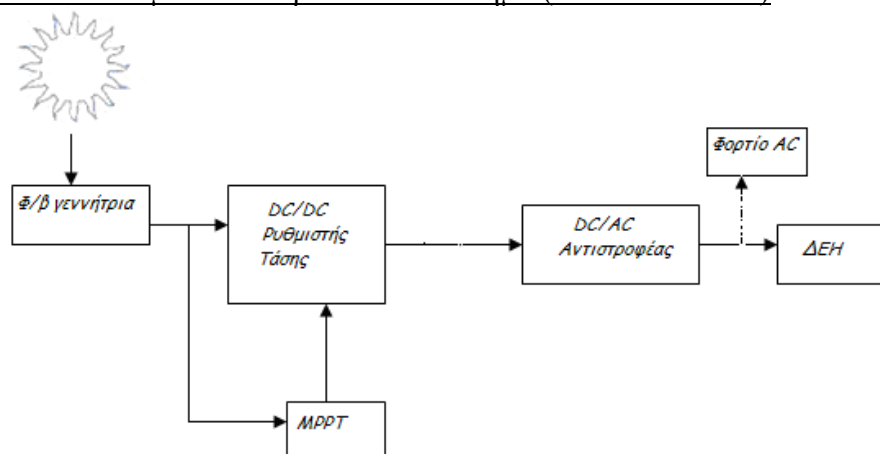 Φορτίο AC
Φ/β γεννήτρια
DC/DC
Ρυθμιστής
Τάσης
DC/AC
Αντιστροφέας
ΔΕΗ
MPPT